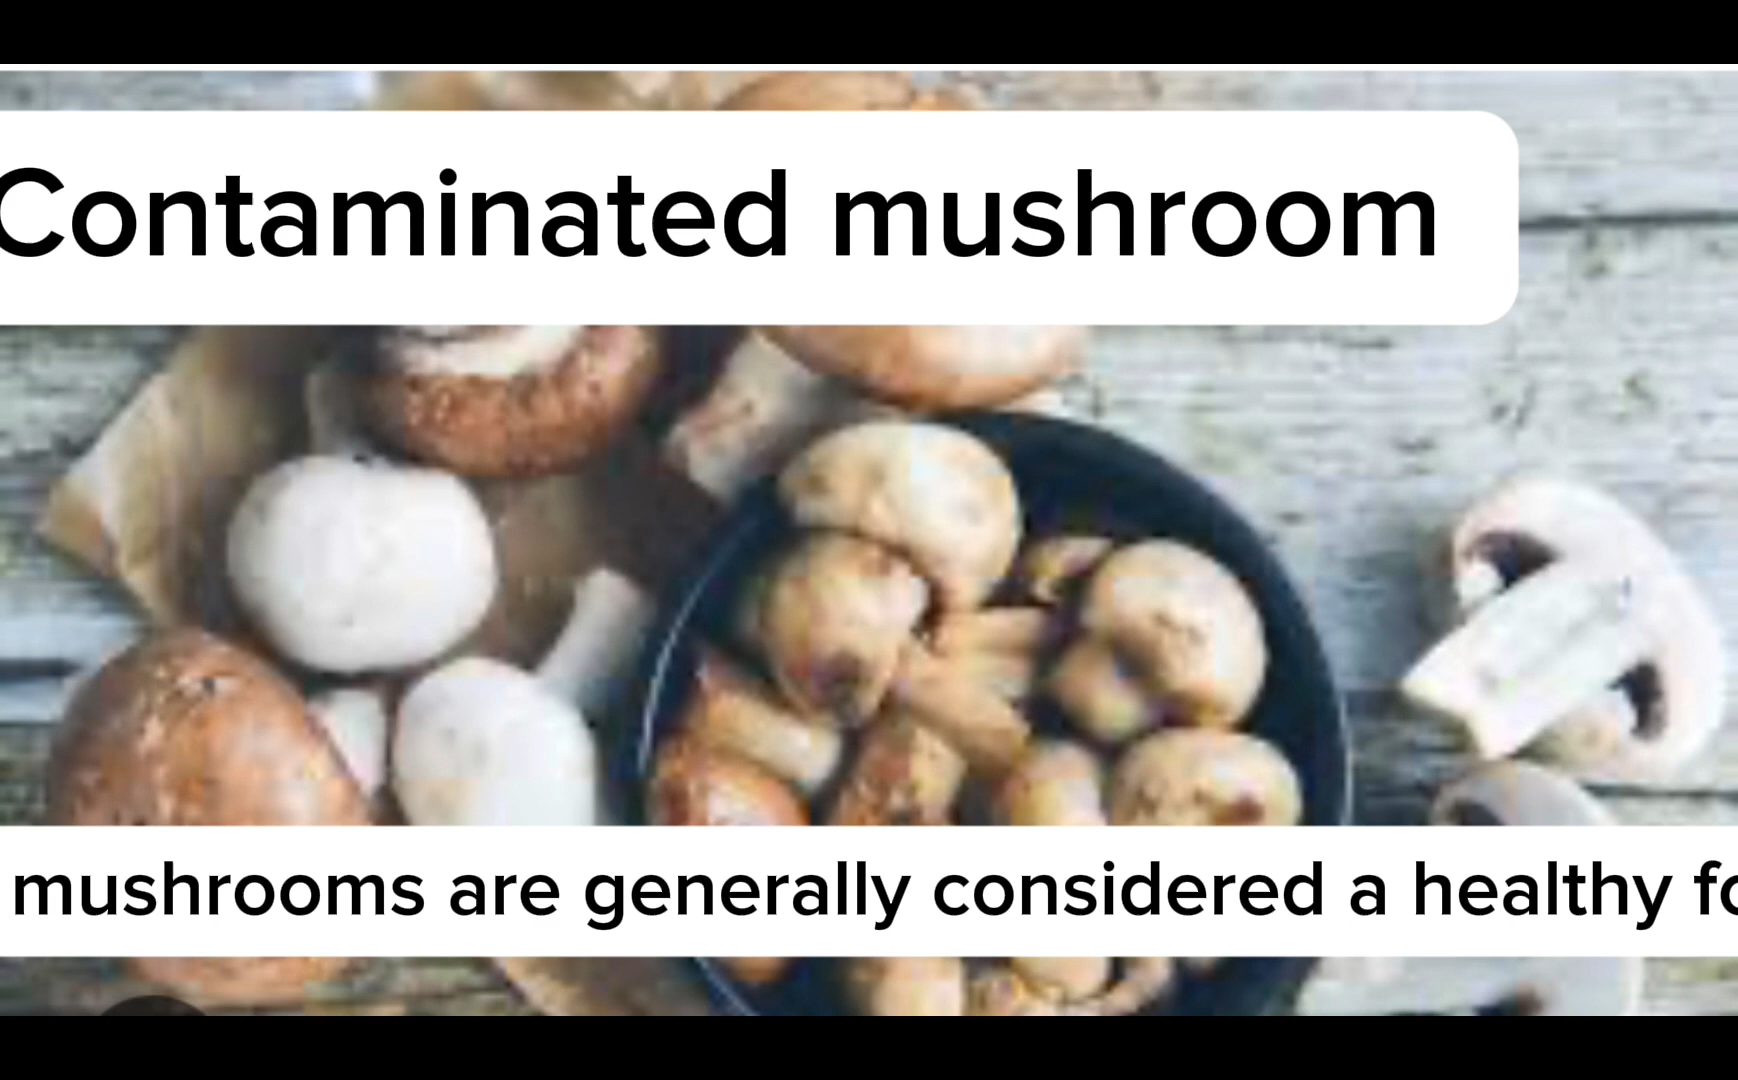 Contaminated mushroom
mushrooms are generally considered a healthy